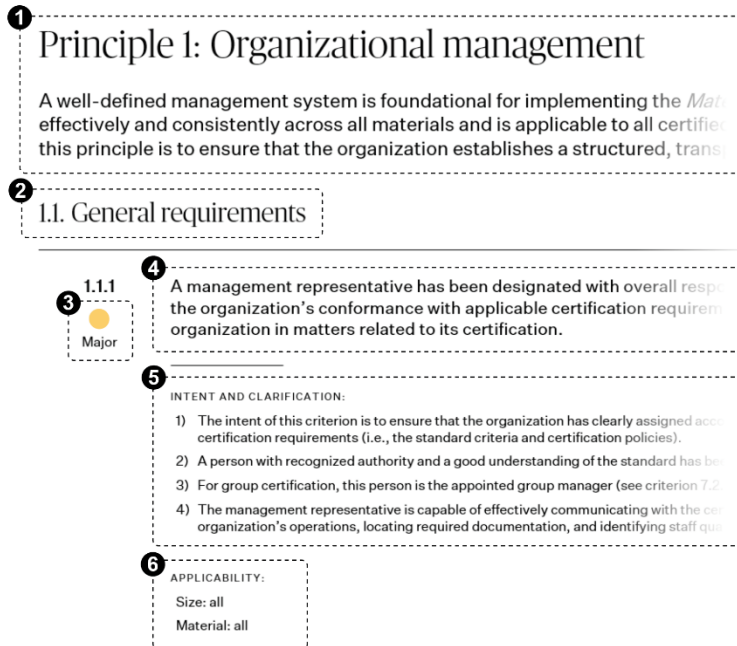 1
Principle 1: Organizational management
A well-defined management system is foundational for implementing the Mat
effectively and consistently across all materials and is applicable to all certified
this principle is to ensure that the organization establishes a structured, trans
2
1.1. General requirements
1.1.1
3
Major
4
A management representative has been designated with overall resp
the organization's conformance with applicable certification requirem
organization in matters related to its certification.
5
INTENT AND CLARIFICATION:
1) The intent of this criterion is to ensure that the organization has clearly assigned acc
certification requirements (i.e., the standard criteria and certification policies).
2) A person with recognized authority and a good understanding of the standard has be
3) For group certification, this person is the appointed group manager (see criterion 7.2.
4) The management representative is capable of effectively communicating with the cer
organization's operations, locating required documentation, and identifying staff qua
6
APPLICABILITY:
Size: all
Material: all